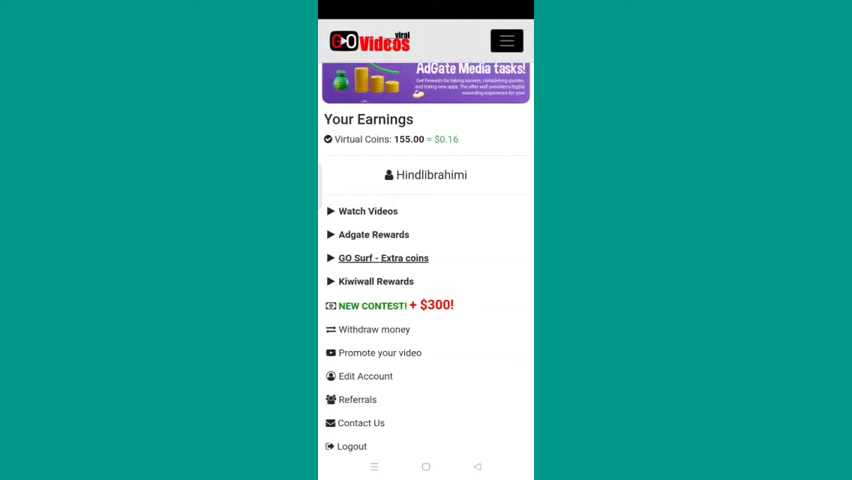 GO Videos viral
AdGate Media tasks!
Your Earnings
Virtual Coins: 155.00 = $0.16
Hindlibrahimi
Watch Videos
Adgate Rewards
GO Surf - Extra coins
Kiwiwall Rewards
NEW CONTEST! + $300!
Withdraw money
Promote your video
Edit Account
Referrals
Contact Us
Logout